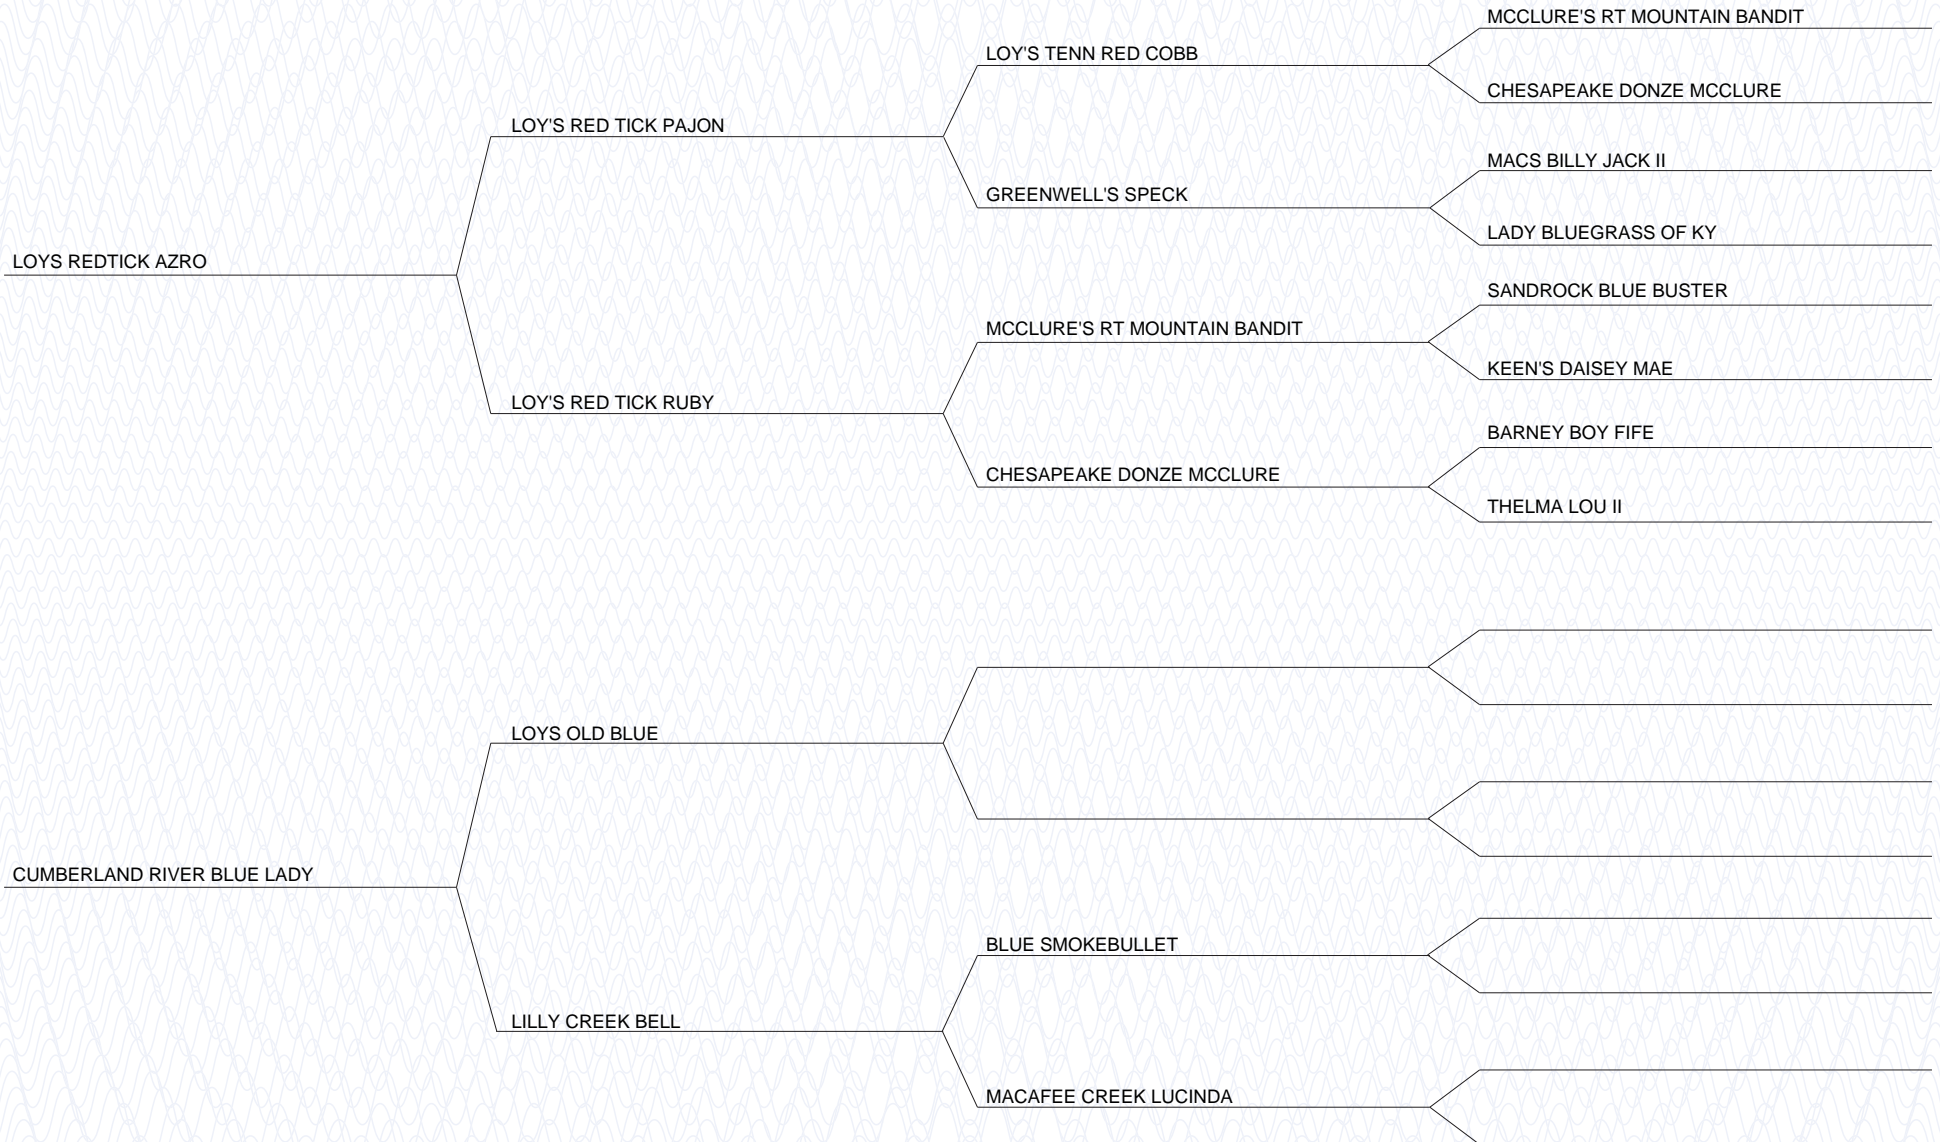 MCCLURE'S RT MOUNTAIN BANDIT
LOY'S TENN RED COBB
CHESAPEAKE DONZE MCCLURE
LOY'S RED TICK PAJON
MACS BILLY JACK II
GREENWELL'S SPECK
LADY BLUEGRASS OF KY
LOYS REDTICK AZRO
SANDROCK BLUE BUSTER
MCCLURE'S RT MOUNTAIN BANDIT
KEEN'S DAISEY MAE
LOY'S RED TICK RUBY
BARNEY BOY FIFE
CHESAPEAKE DONZE MCCLURE
THELMA LOU II
LOYS OLD BLUE
CUMBERLAND RIVER BLUE LADY
BLUE SMOKEBULLET
LILLY CREEK BELL
MACAFEE CREEK LUCINDA